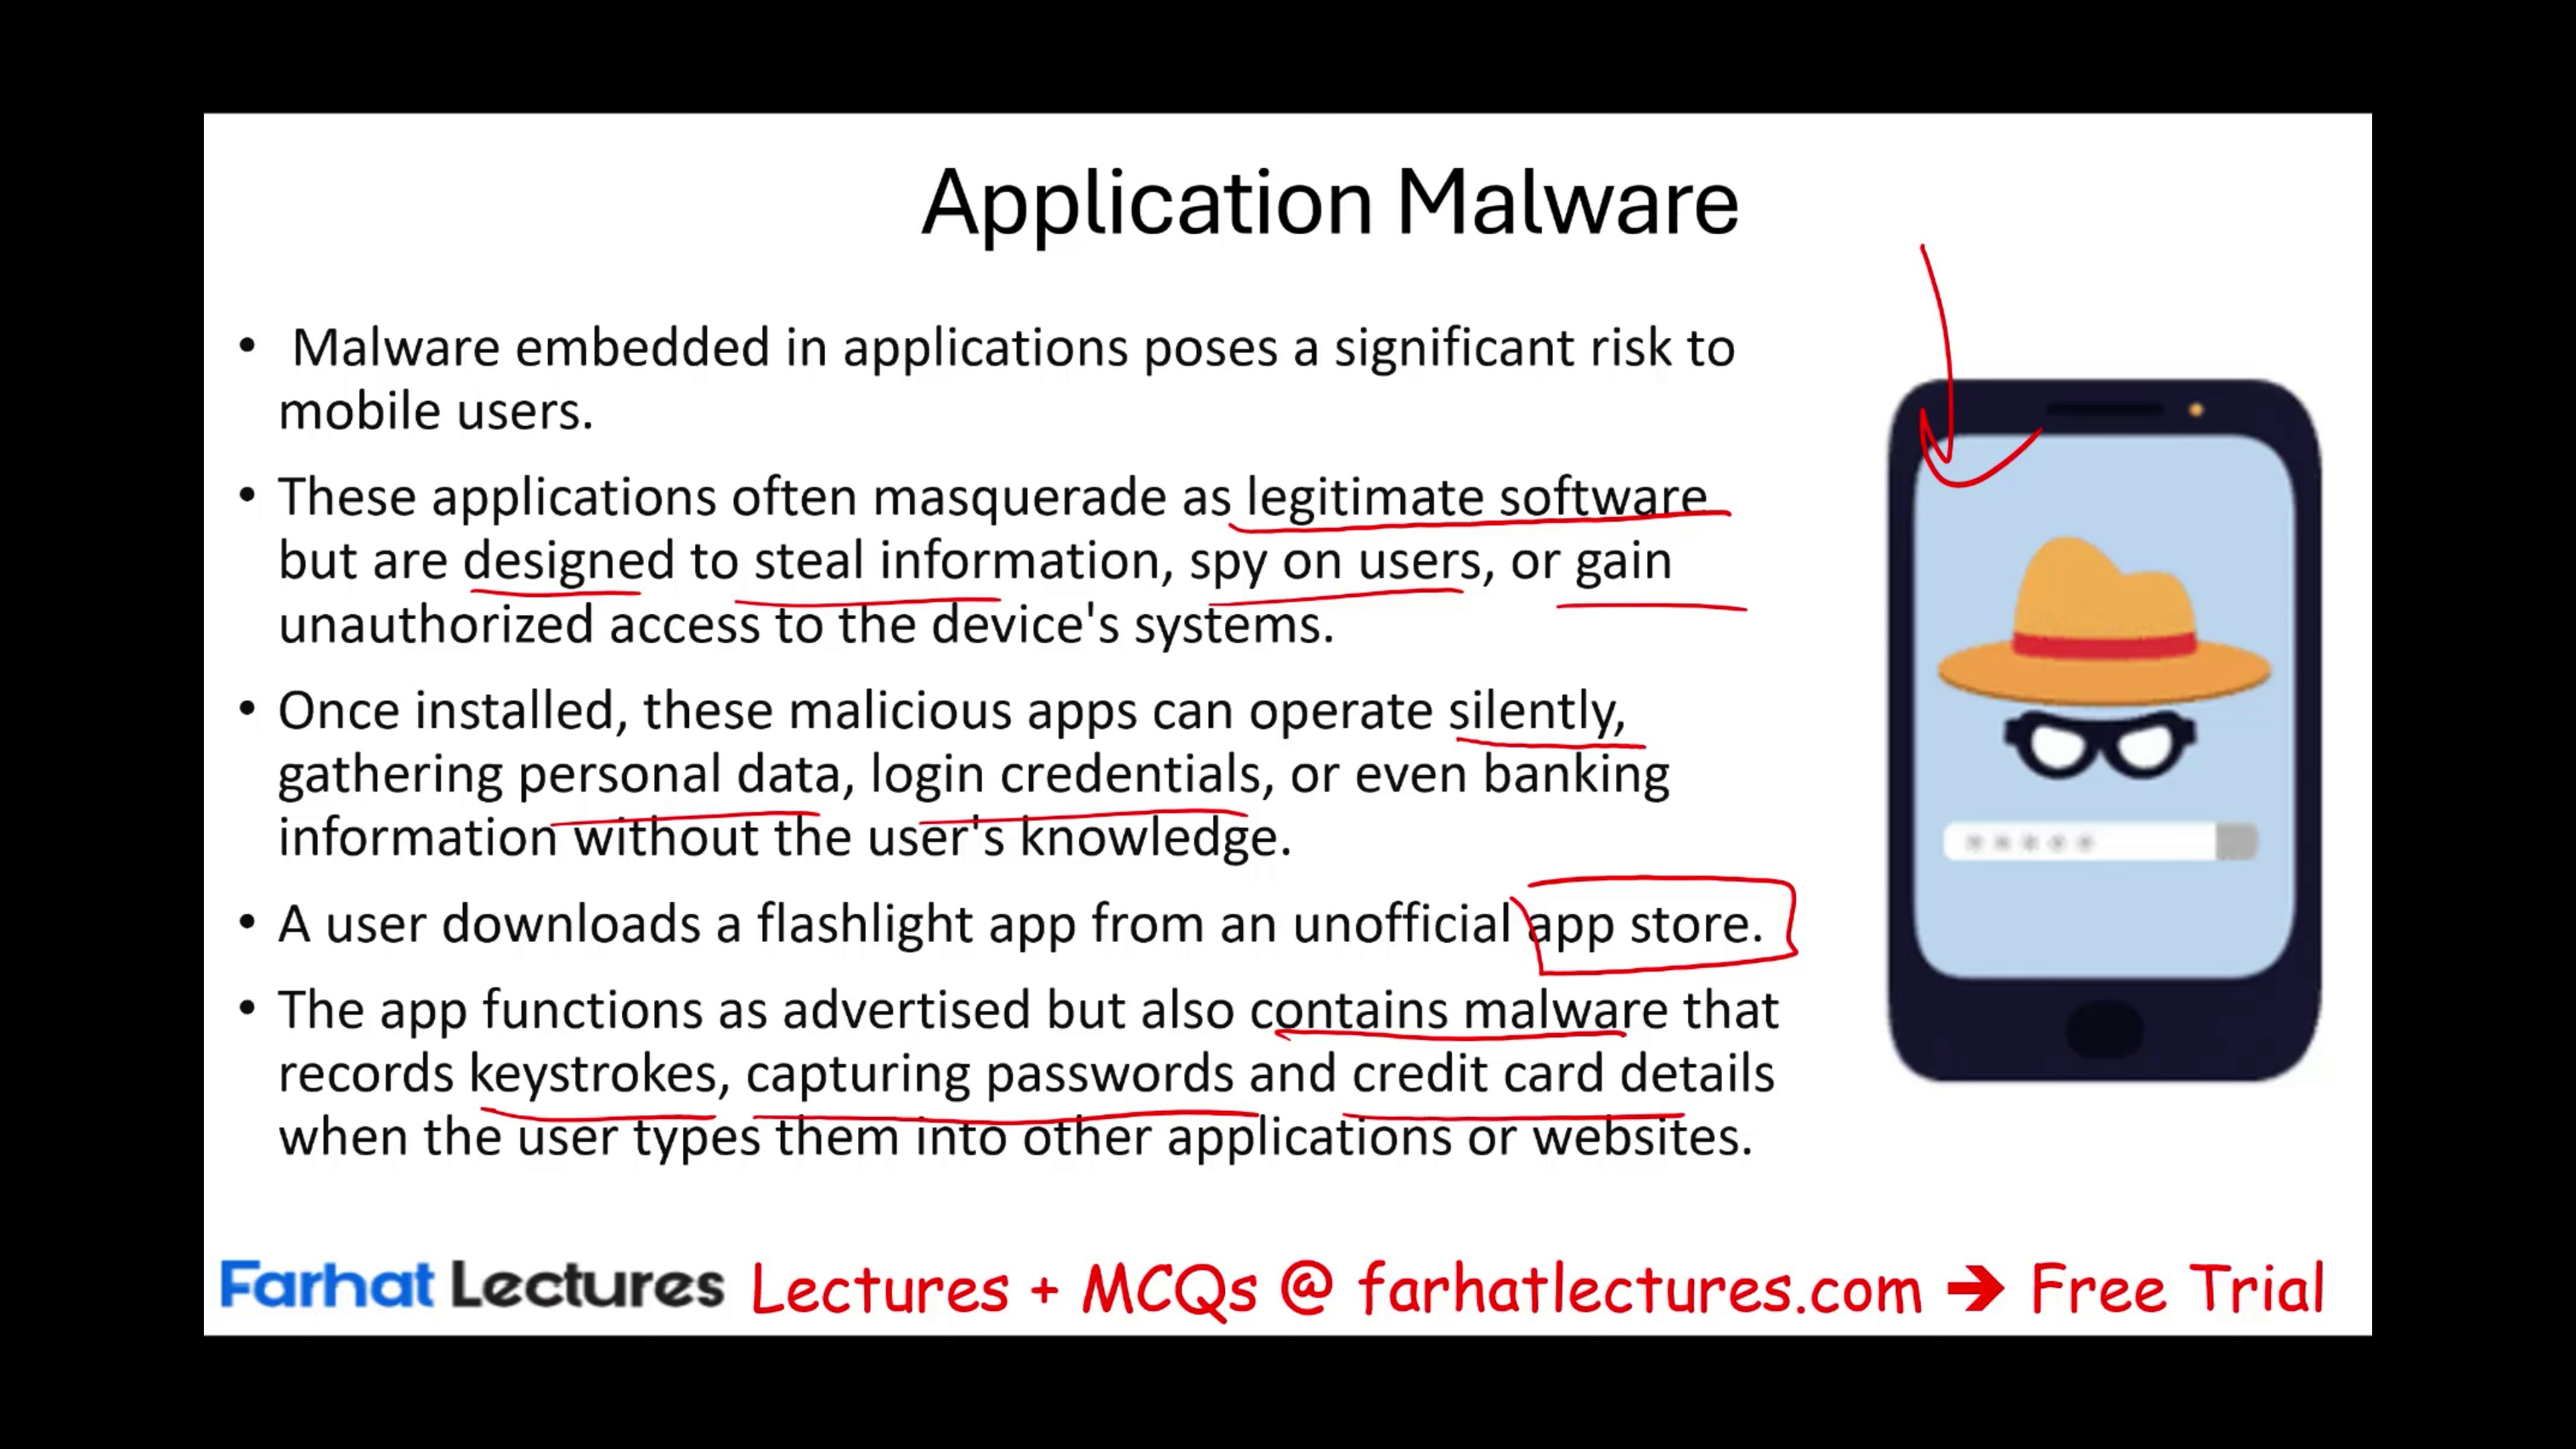 Application Malware
• Malware embedded in applications poses a significant risk to
mobile users.
• These applications often masquerade as legitimate software
but are designed to steal information, spy on users, or gain
unauthorized access to the device's systems.
• Once installed, these malicious apps can operate silently,
gathering personal data, login credentials, or even banking
information without the user's knowledge.
• A user downloads a flashlight app from an unofficial app store.
• The app functions as advertised but also contains malware that
records keystrokes, capturing passwords and credit card details
when the user types them into other applications or websites.
*****
Farhat Lectures Lectures + MCQs @ farhatlectures.com → Free Trial